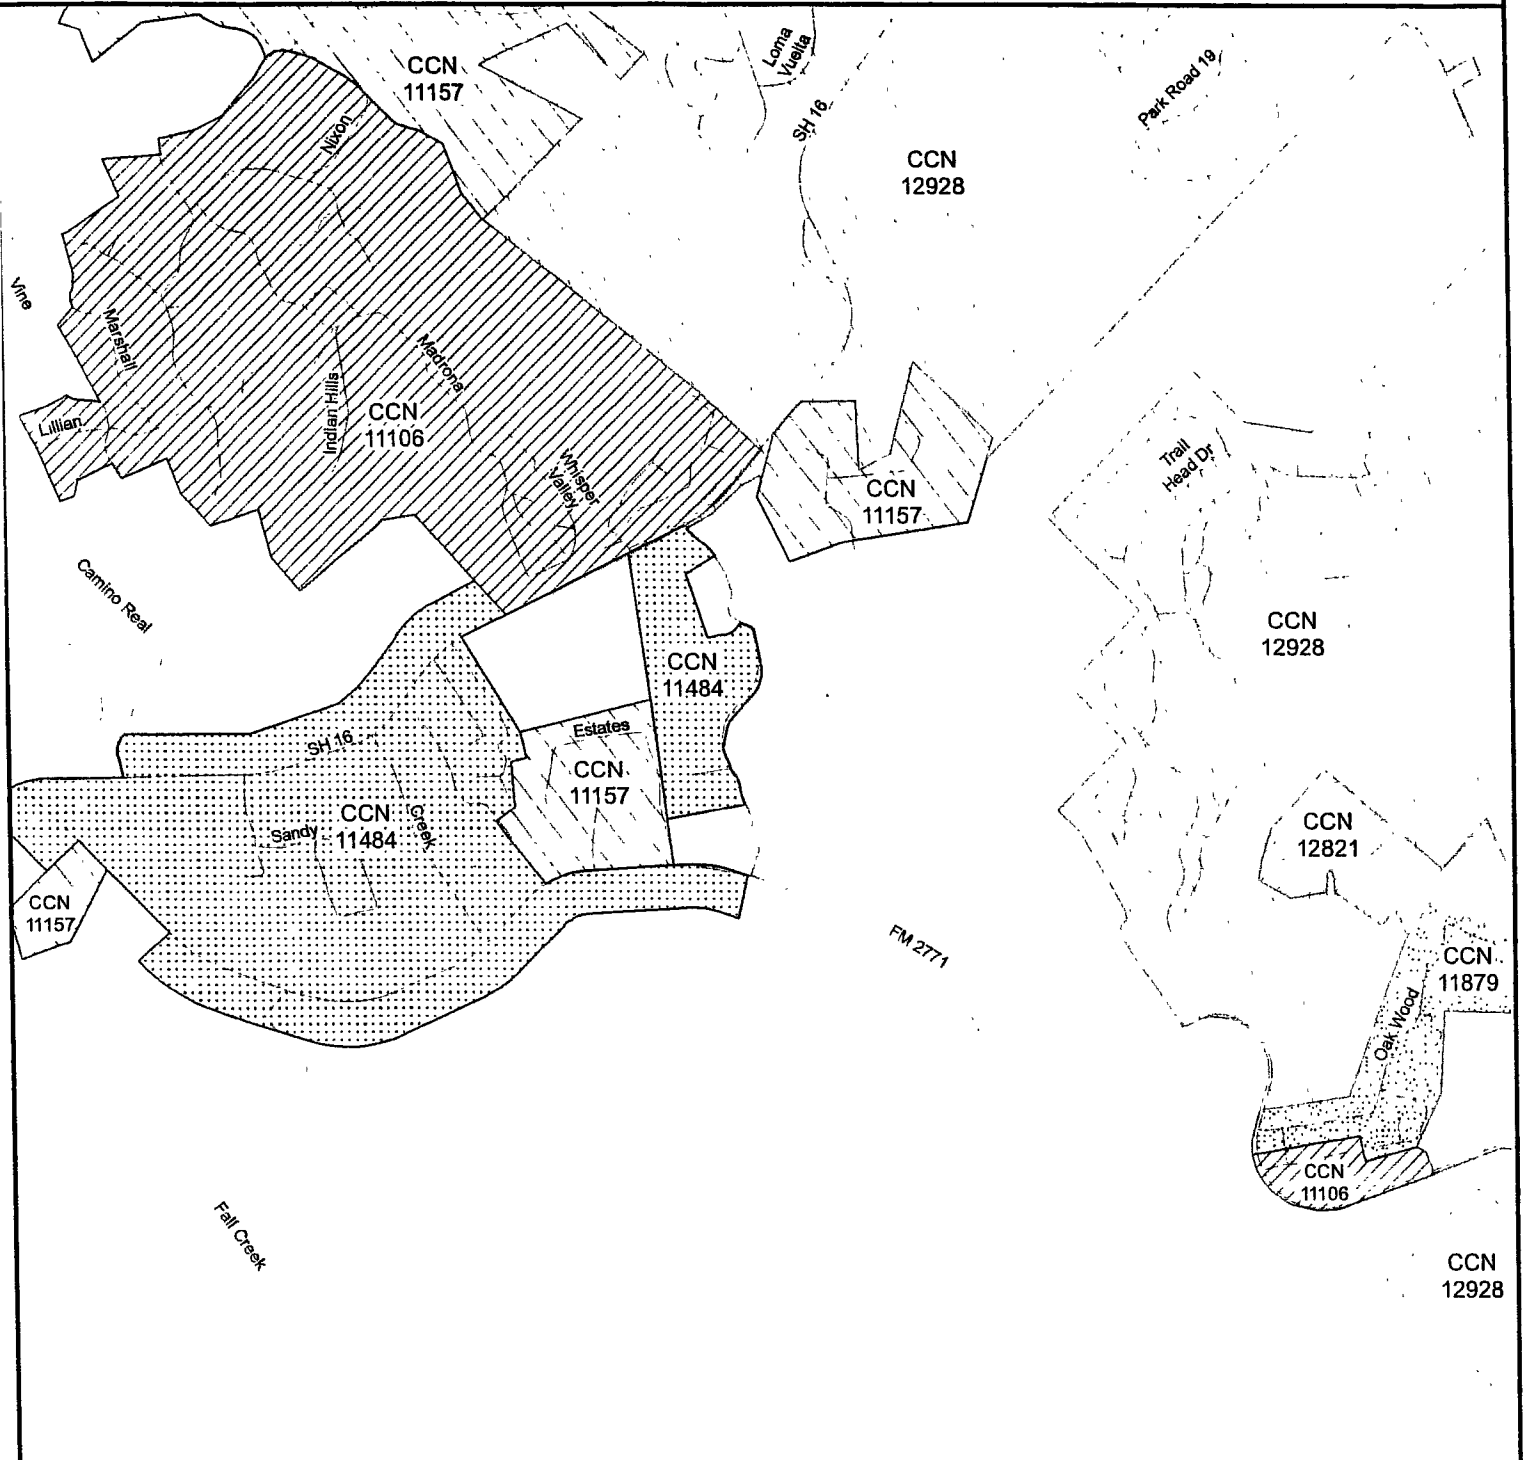 Loma
Vuelta
CCN
11157
Park Road 19
SH 16
Nixon
CCN
12928
Vine
Marshall
Madrona
Indian Hills
CCN
11106
Lillian
Whisper
Valley
Trail
Head Dr
CCN
11157
Camino Real
CCN
12928
CCN
11484
Estates
SH 16
CCN
11157
CCN
11484
Sandy
Creek
CCN
12821
CCN
11157
FM 2771
CCN
11879
Oak Wood
CCN
11106
Fall Creek
CCN
12928